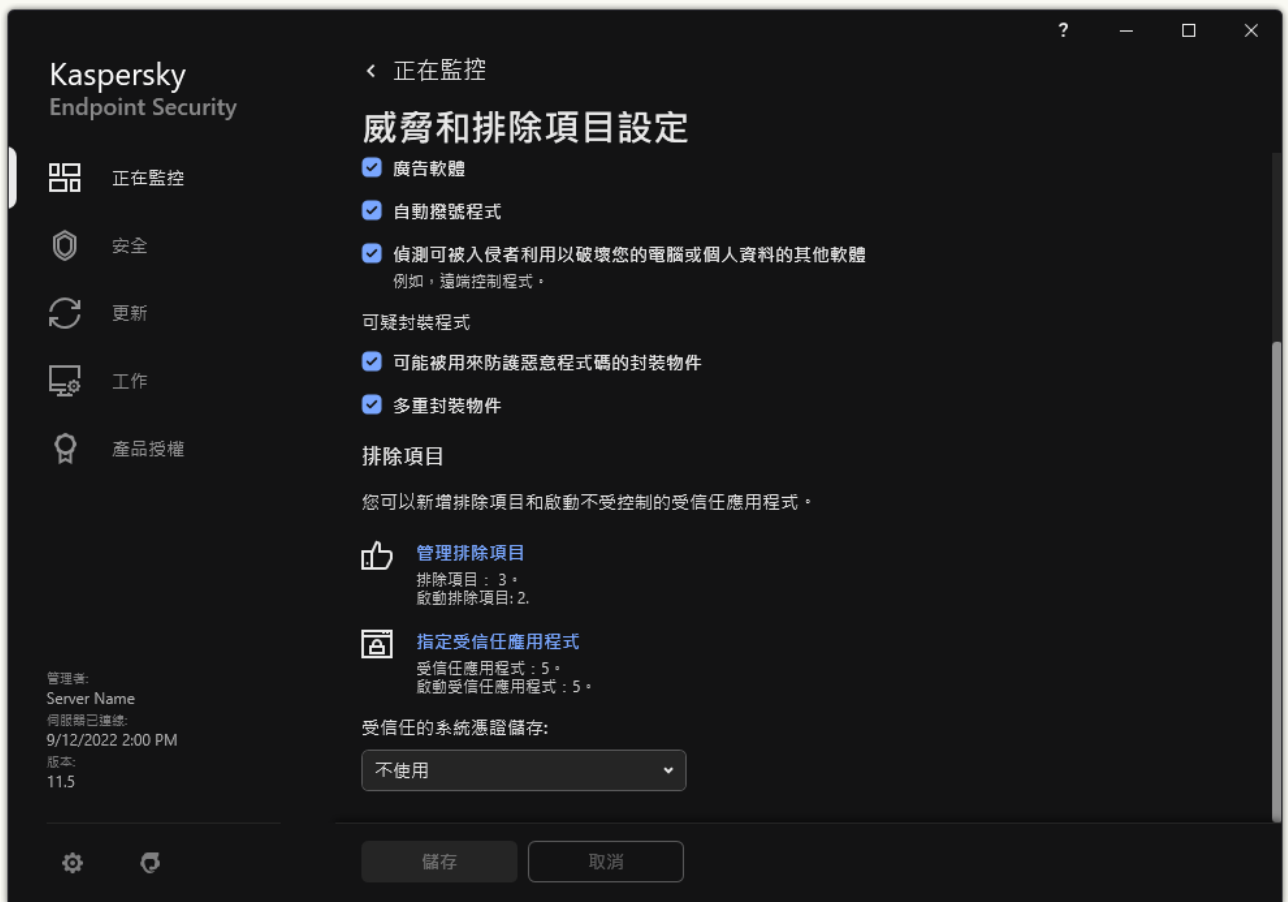 ?
Kaspersky
Endpoint Security
正在監控
安全
更新
工作
產品授權
管理者:
Server Name
伺服器已連線:
9/12/2022 2:00 PM
版本:
11.5
正在監控
威脅和排除項目設定
廣告軟體
自動撥號程式
偵測可被入侵者利用以破壞您的電腦或個人資料的其他軟體
例如，遠端控制程式。
可疑封裝程式
可能被用來防護惡意程式碼的封裝物件
多重封裝物件
排除項目
您可以新增排除項目和啟動不受控制的受信任應用程式。
管理排除項目
排除項目：3。
啟動排除項目: 2.
指定受信任應用程式
受信任應用程式：5。
啟動受信任應用程式：5。
受信任的系統憑證儲存:
不使用
儲存
取消